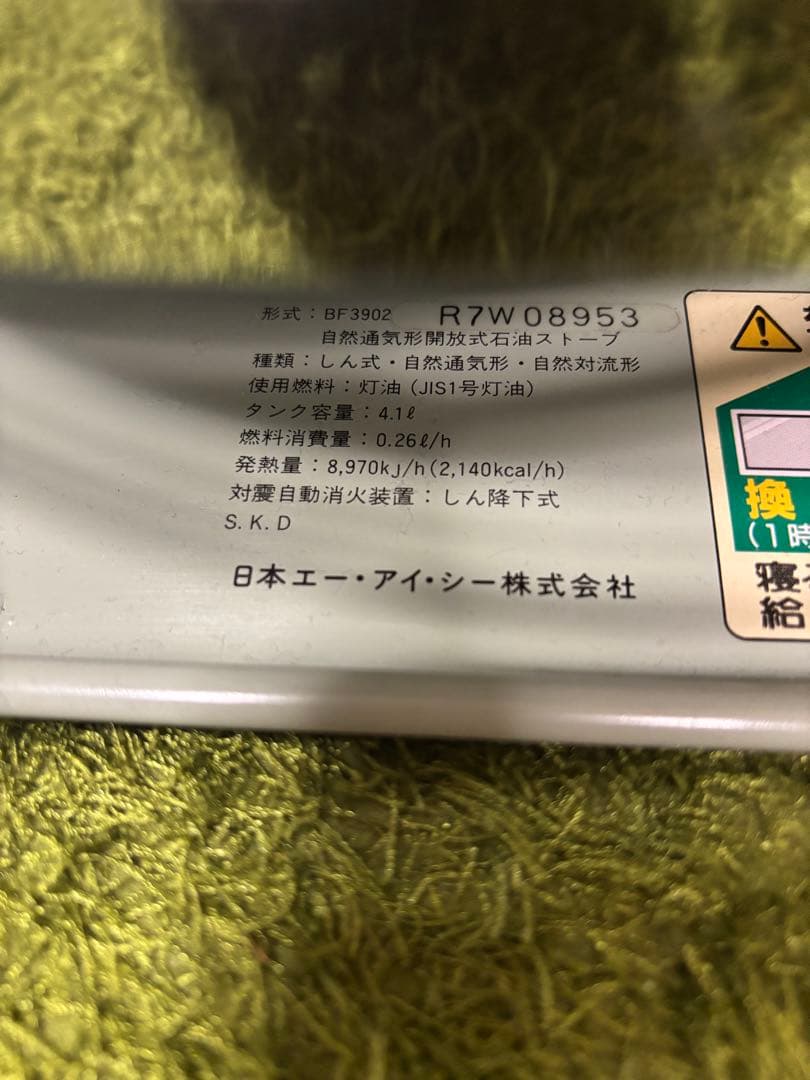 形式：BF3902 R7W08953
自然通気形開放式石油ストーブ
種類：しん式・自然通気形・自然対流形
使用燃料：灯油（JIS1号灯油）
タンク容量：4.1ℓ
燃料消費量：0.26ℓ/h
発熱量：8,970kJ/h（2,140kcal/h）
対震自動消火装置：しん降下式
S.K.D
日本エー・アイ・シー株式会社
換
（1時
寝
給